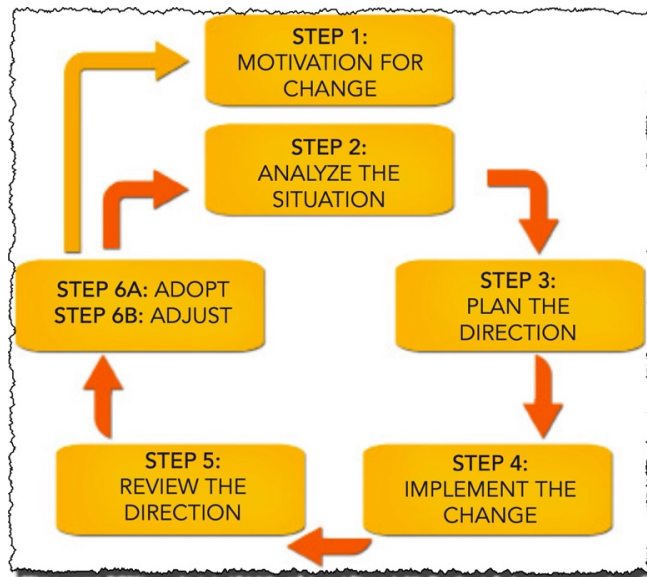 STEP 1:
MOTIVATION FOR
CHANGE
STEP 2:
ANALYZE THE
SITUATION
STEP 3:
PLAN THE
DIRECTION
STEP 4:
IMPLEMENT THE
CHANGE
STEP 5:
REVIEW THE
DIRECTION
STEP 6A: ADOPT
STEP 6B: ADJUST